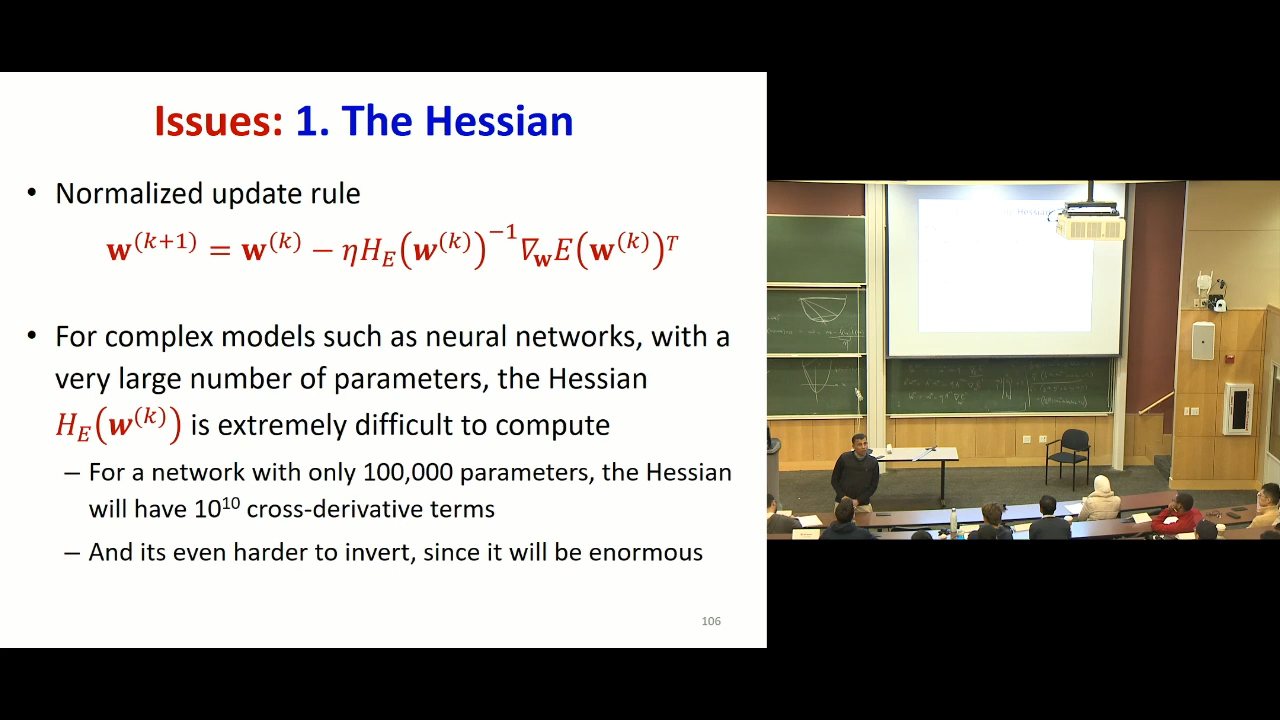 Issues: 1. The Hessian
• Normalized update rule
w^(k+1) = w^(k) − ηH_E(w^(k))^−1 ∇_w E(w^(k))^T
• For complex models such as neural networks, with a
very large number of parameters, the Hessian
H_E(w^(k)) is extremely difficult to compute
– For a network with only 100,000 parameters, the Hessian
will have 10^10 cross-derivative terms
– And its even harder to invert, since it will be enormous
106